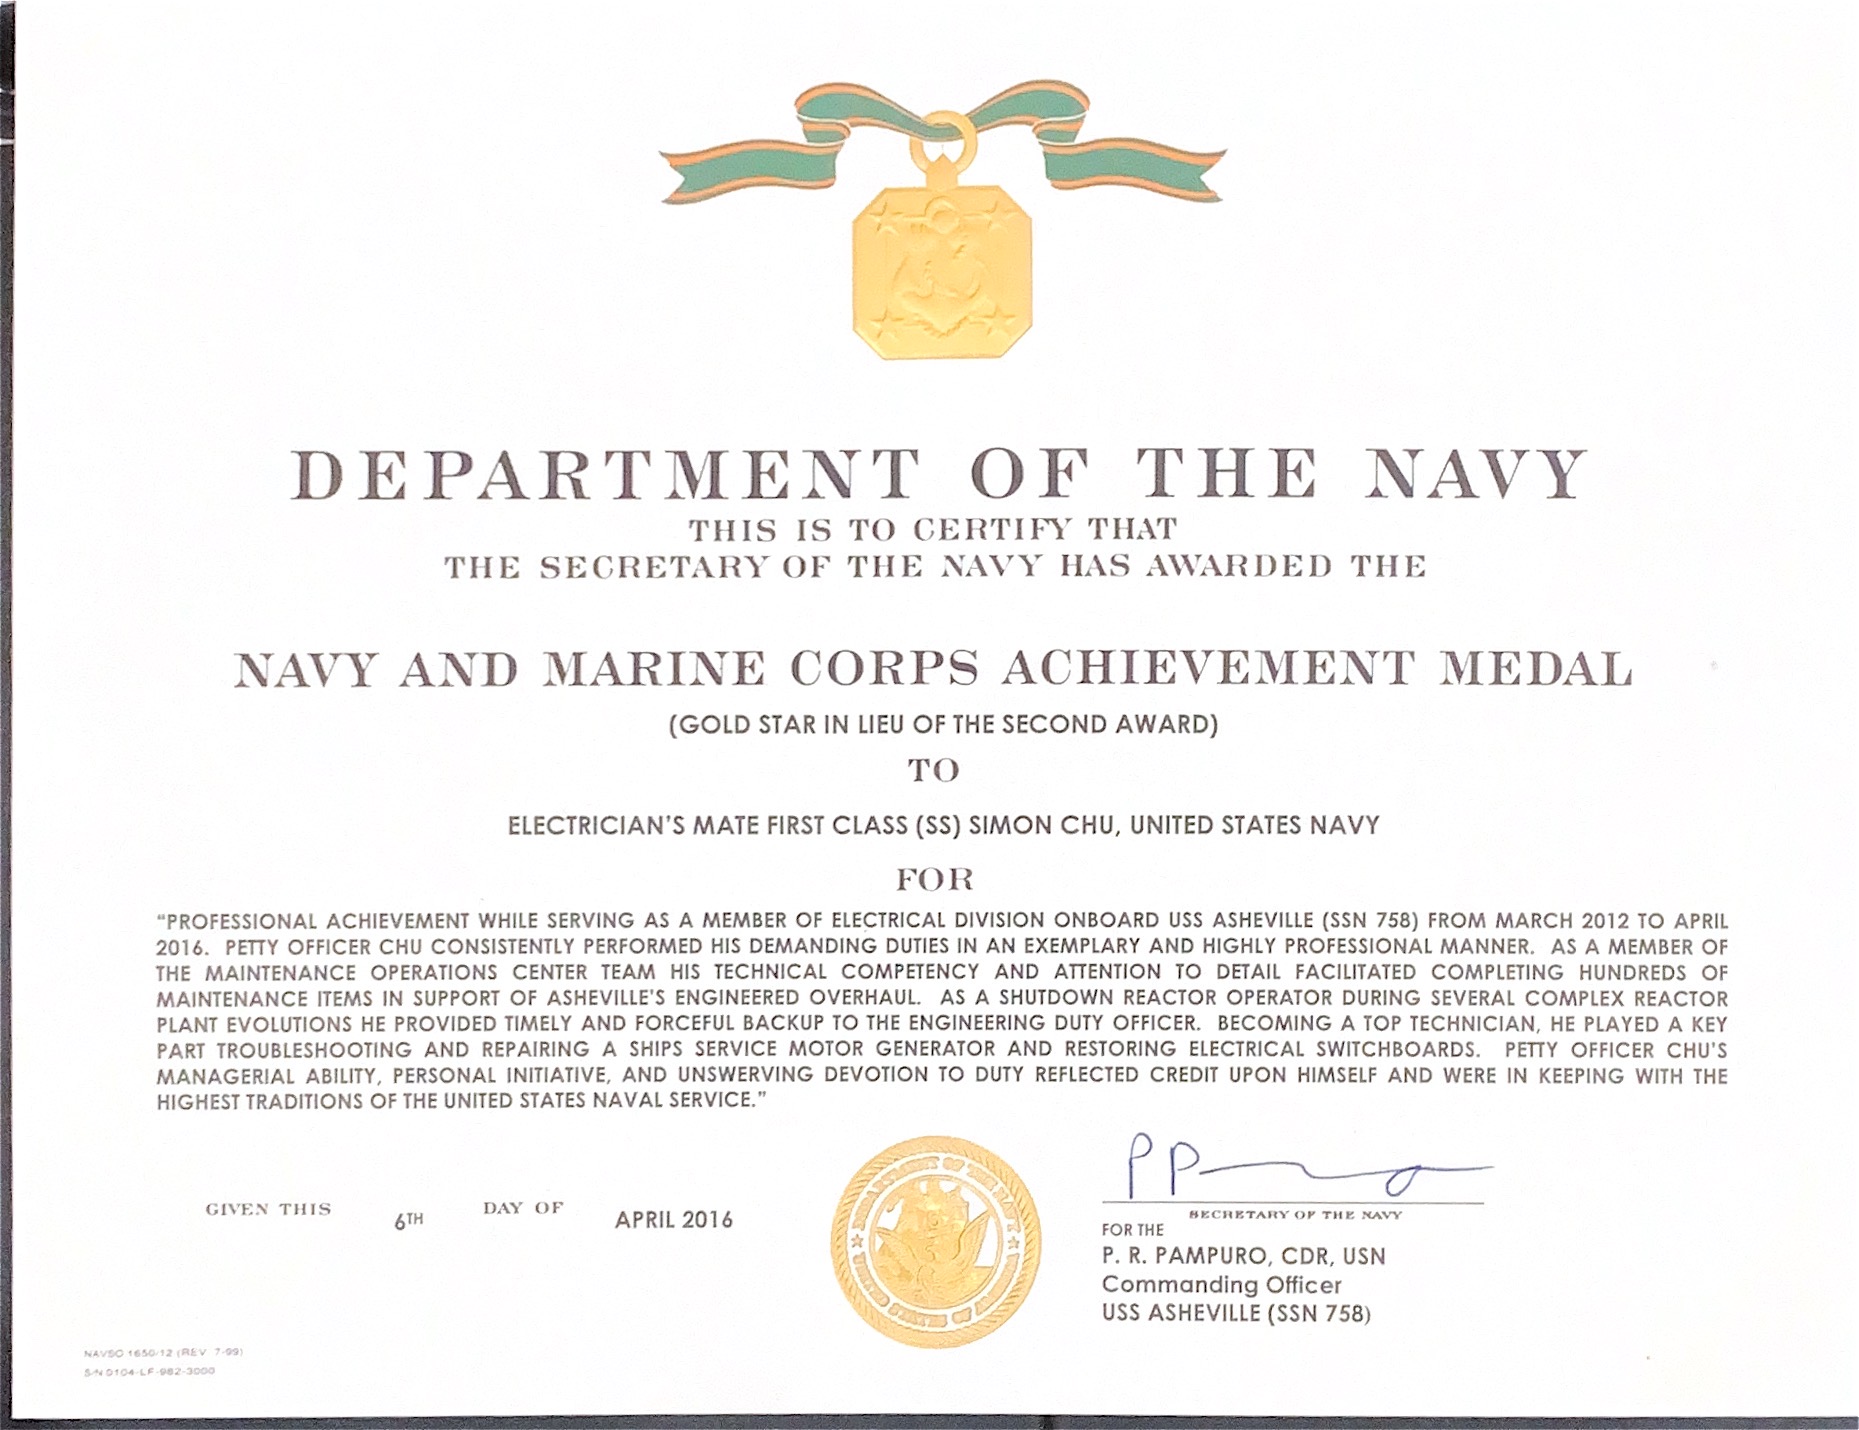 DEPARTMENT OF THE NAVY
THIS IS TO CERTIFY THAT
THE SECRETARY OF THE NAVY HAS AWARDED THE
NAVY AND MARINE CORPS ACHIEVEMENT MEDAL
(GOLD STAR IN LIEU OF THE SECOND AWARD)
TO
ELECTRICIAN'S MATE FIRST CLASS (SS) SIMON CHU, UNITED STATES NAVY
FOR
"PROFESSIONAL ACHIEVEMENT WHILE SERVING AS A MEMBER OF ELECTRICAL DIVISION ONBOARD USS ASHEVILLE (SSN 758) FROM MARCH 2012 TO APRIL
2016. PETTY OFFICER CHU CONSISTENTLY PERFORMED HIS DEMANDING DUTIES IN AN EXEMPLARY AND HIGHLY PROFESSIONAL MANNER. AS A MEMBER OF
THE MAINTENANCE OPERATIONS CENTER TEAM HIS TECHNICAL COMPETENCY AND ATTENTION TO DETAIL FACILITATED COMPLETING HUNDREDS OF
MAINTENANCE ITEMS IN SUPPORT OF ASHEVILLE'S ENGINEERED OVERHAUL. AS A SHUTDOWN REACTOR OPERATOR DURING SEVERAL COMPLEX REACTOR
PLANT EVOLUTIONS HE PROVIDED TIMELY AND FORCEFUL BACKUP TO THE ENGINEERING DUTY OFFICER. BECOMING A TOP TECHNICIAN, HE PLAYED A KEY
PART TROUBLESHOOTING AND REPAIRING A SHIPS SERVICE MOTOR GENERATOR AND RESTORING ELECTRICAL SWITCHBOARDS. PETTY OFFICER CHU'S
MANAGERIAL ABILITY, PERSONAL INITIATIVE, AND UNSWERVING DEVOTION TO DUTY REFLECTED CREDIT UPON HIMSELF AND WERE IN KEEPING WITH THE
HIGHEST TRADITIONS OF THE UNITED STATES NAVAL SERVICE."
GIVEN THIS 6TH DAY OF APRIL 2016
DEPARTMENT OF THE NAVY
UNITED STATES OF AMERICA
SECRETARY OF THE NAVY
FOR THE
P. R. PAMPURO, CDR, USN
Commanding Officer
USS ASHEVILLE (SSN 758)
NAVSO 1650/12 (REV 7-99)
S/N 0104-LF-982-3000